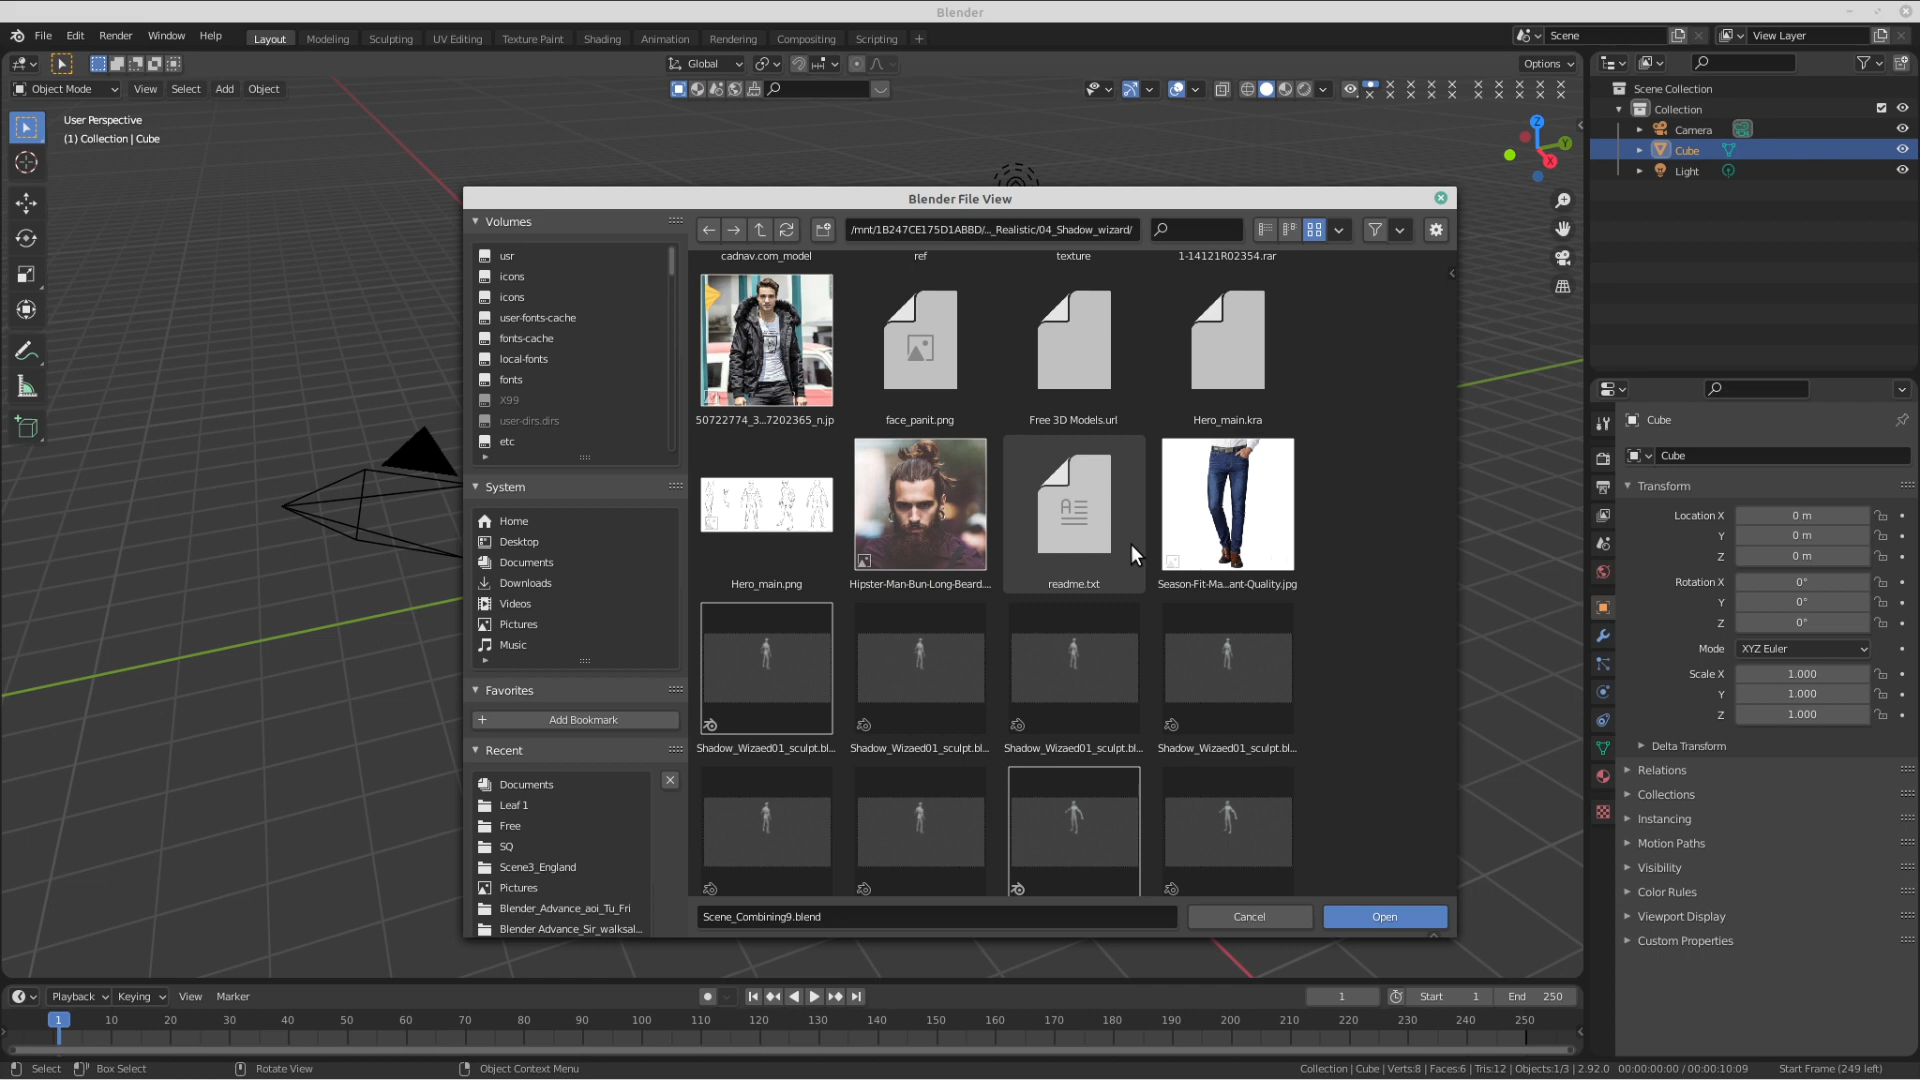 Blender
File Edit Render Window Help Layout Modeling Sculpting UV Editing Texture Paint Shading Animation Rendering Compositing Scripting + Scene View Layer
Global Options
Object Mode View Select Add Object
User Perspective
(1) Collection | Cube
Z
Y
X
Scene Collection
Collection
Camera
Cube
Light
Blender File View
Volumes
/mnt/1B247CE175D1ABBD/..._Realistic/04_Shadow_wizard/
usr
icons
icons
user-fonts-cache
fonts-cache
local-fonts
fonts
X99
user-dirs.dirs
etc
System
Home
Desktop
Documents
Downloads
Videos
Pictures
Music
Favorites
+ Add Bookmark
Recent
Documents
Leaf 1
Free
SQ
Scene3_England
Pictures
Blender_Advance_aoi_Tu_Fri
Blender Advance_Sir_walksal...
cadnav.com_model ref texture 1-14121R02354.rar
50722774_3...7202365_n.jp face_panit.png Free 3D Models.url Hero_main.kra
Hero_main.png Hipster-Man-Bun-Long-Beard.... readme.txt Season-Fit-Ma...ant-Quality.jpg
Shadow_Wizaed01_sculpt.bl... Shadow_Wizaed01_sculpt.bl... Shadow_Wizaed01_sculpt.bl... Shadow_Wizaed01_sculpt.bl...
Scene_Combining9.blend Cancel Open
Cube
Cube
Transform
Location X 0 m
Y 0 m
Z 0 m
Rotation X 0°
Y 0°
Z 0°
Mode XYZ Euler
Scale X 1.000
Y 1.000
Z 1.000
Delta Transform
Relations
Collections
Instancing
Motion Paths
Visibility
Color Rules
Viewport Display
Custom Properties
Playback Keying View Marker 1 Start 1 End 250
1 10 20 30 40 50 60 70 80 90 100 110 120 130 140 150 160 170 180 190 200 210 220 230 240 250
Select Box Select Rotate View Object Context Menu Collection | Cube | Verts:8 | Faces:6 | Tris:12 | Objects:1/3 | 2.92.0 00:00:00:00 / 00:00:10:09 Start Frame (249 left)